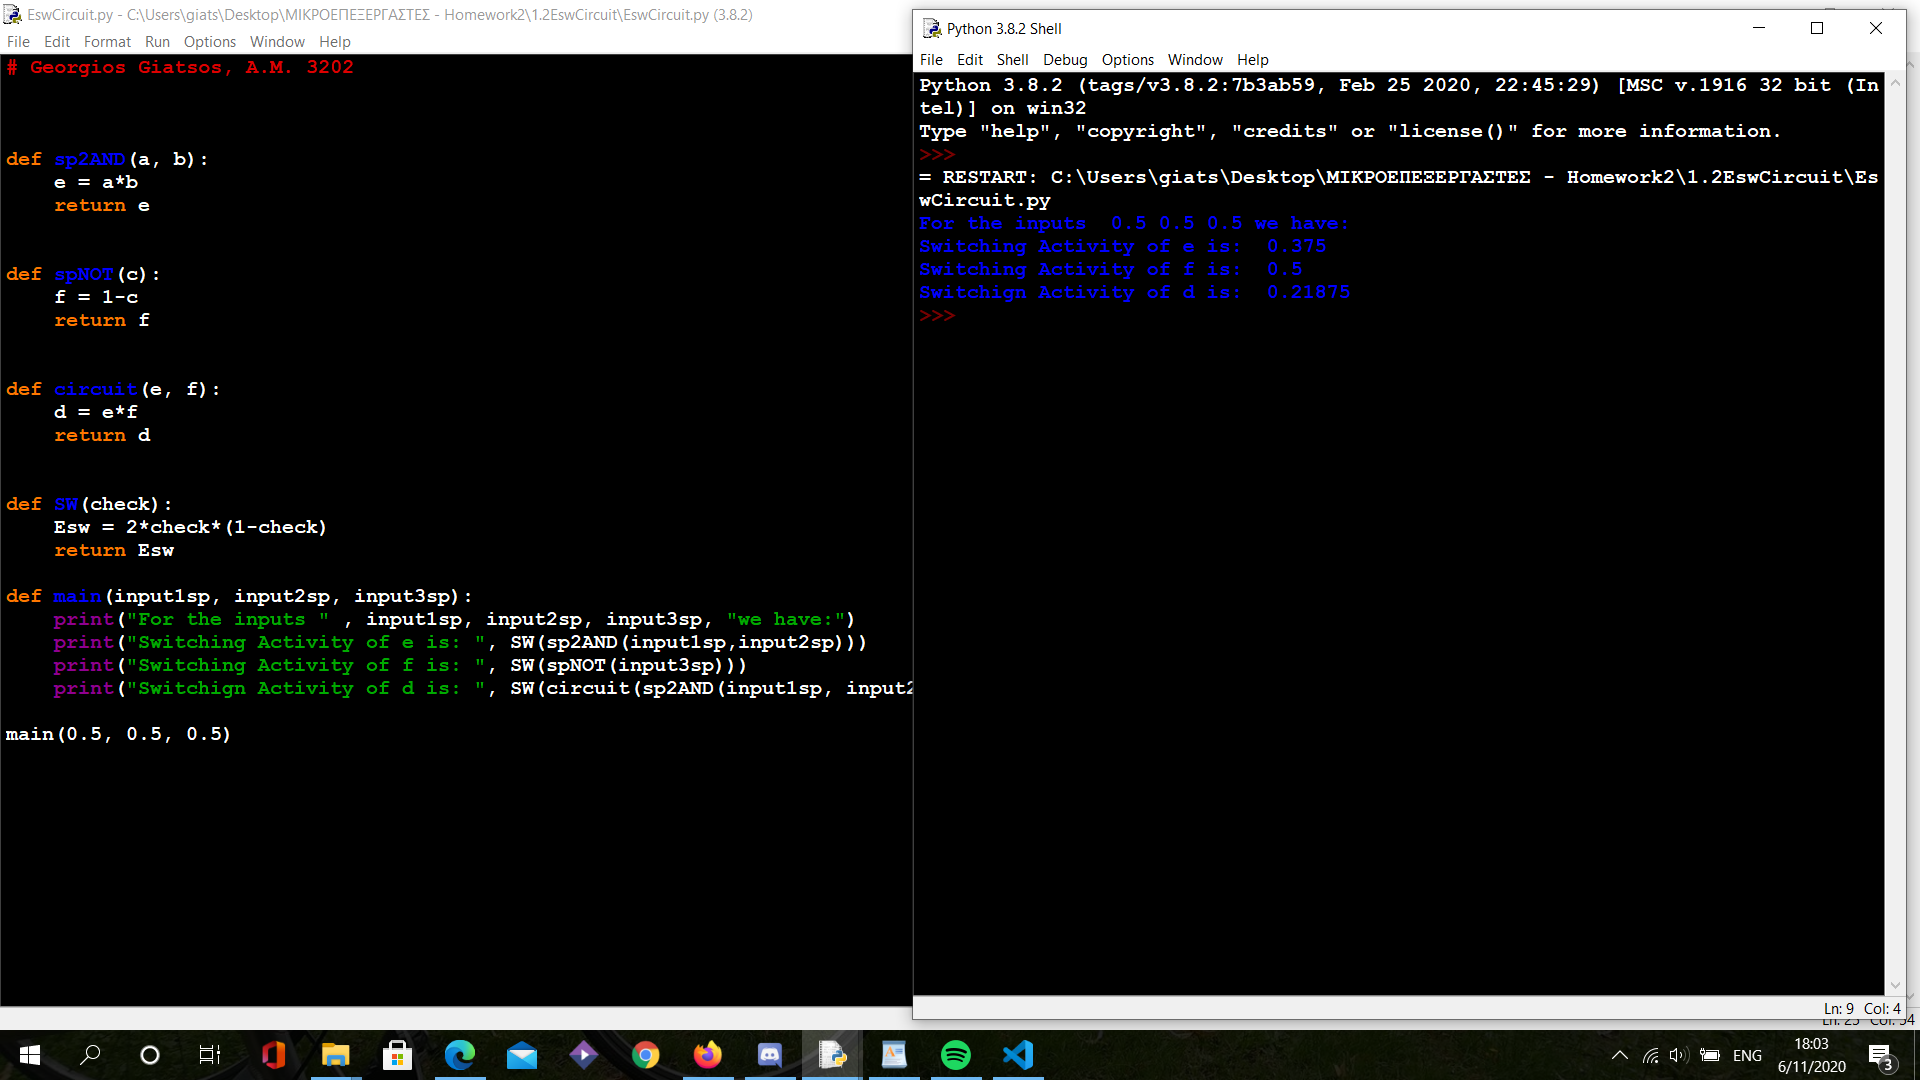 EswCircuit.py - C:\Users\giats\Desktop\ΜΙΚΡΟΕΠΕΞΕΡΓΑΣΤΕΣ - Homework2\1.2EswCircuit\EswCircuit.py (3.8.2)
File Edit Format Run Options Window Help
# Georgios Giatsos, A.M. 3202
def sp2AND(a, b):
    e = a*b
    return e
def spNOT(c):
    f = 1-c
    return f
def circuit(e, f):
    d = e*f
    return d
def SW(check):
    Esw = 2*check*(1-check)
    return Esw
def main(input1sp, input2sp, input3sp):
    print("For the inputs " , input1sp, input2sp, input3sp, "we have:")
    print("Switching Activity of e is: ", SW(sp2AND(input1sp,input2sp)))
    print("Switching Activity of f is: ", SW(spNOT(input3sp)))
    print("Switchign Activity of d is: ", SW(circuit(sp2AND(input1sp, input2
main(0.5, 0.5, 0.5)
Python 3.8.2 Shell
File Edit Shell Debug Options Window Help
Python 3.8.2 (tags/v3.8.2:7b3ab59, Feb 25 2020, 22:45:29) [MSC v.1916 32 bit (In
tel)] on win32
Type "help", "copyright", "credits" or "license()" for more information.
>>>
= RESTART: C:\Users\giats\Desktop\ΜΙΚΡΟΕΠΕΞΕΡΓΑΣΤΕΣ - Homework2\1.2EswCircuit\Es
wCircuit.py
For the inputs  0.5 0.5 0.5 we have:
Switching Activity of e is:  0.375
Switching Activity of f is:  0.5
Switchign Activity of d is:  0.21875
>>>
Ln: 9 Col: 4
ENG
18:03
6/11/2020
3